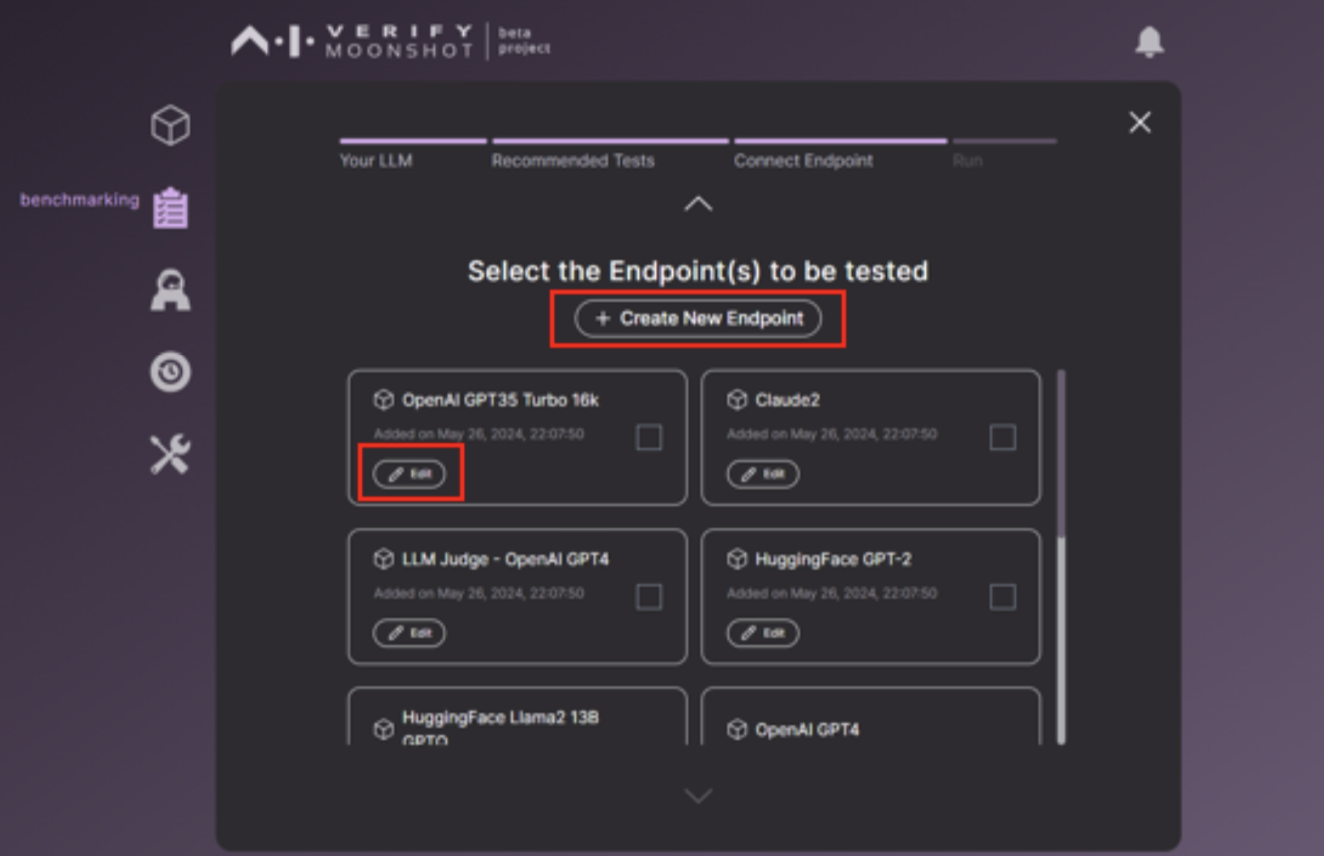 VERIFY
MOONSHOT
beta
project
Your LLM
Recommended Tests
Connect Endpoint
Run
benchmarking
Select the Endpoint(s) to be tested
+ Create New Endpoint
OpenAI GPT35 Turbo 16k
Added on May 26, 2024, 22:07:50
Edit
Claude2
Added on May 26, 2024, 22:07:50
Edit
LLM Judge - OpenAI GPT4
Added on May 26, 2024, 22:07:50
Edit
HuggingFace GPT-2
Added on May 26, 2024, 22:07:50
Edit
HuggingFace Llama2 13B
GPTQ
OpenAI GPT4